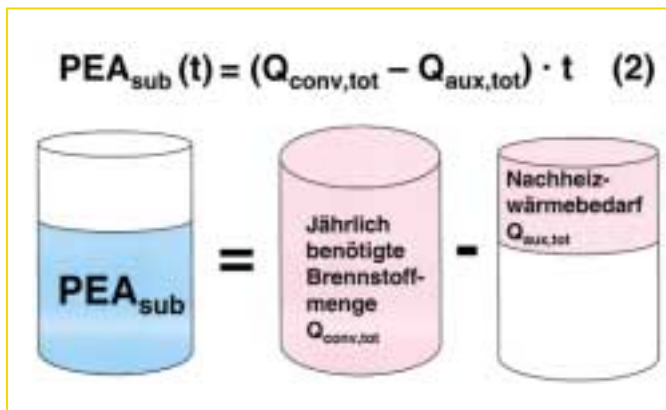 PEAsub (t) = (Qconv,tot – Qaux,tot) · t (2)
PEAsub
=
Jährlich
benötigte
Brennstoff-
menge
Qconv,tot
-
Nachheiz-
wärmebedarf
Qaux,tot